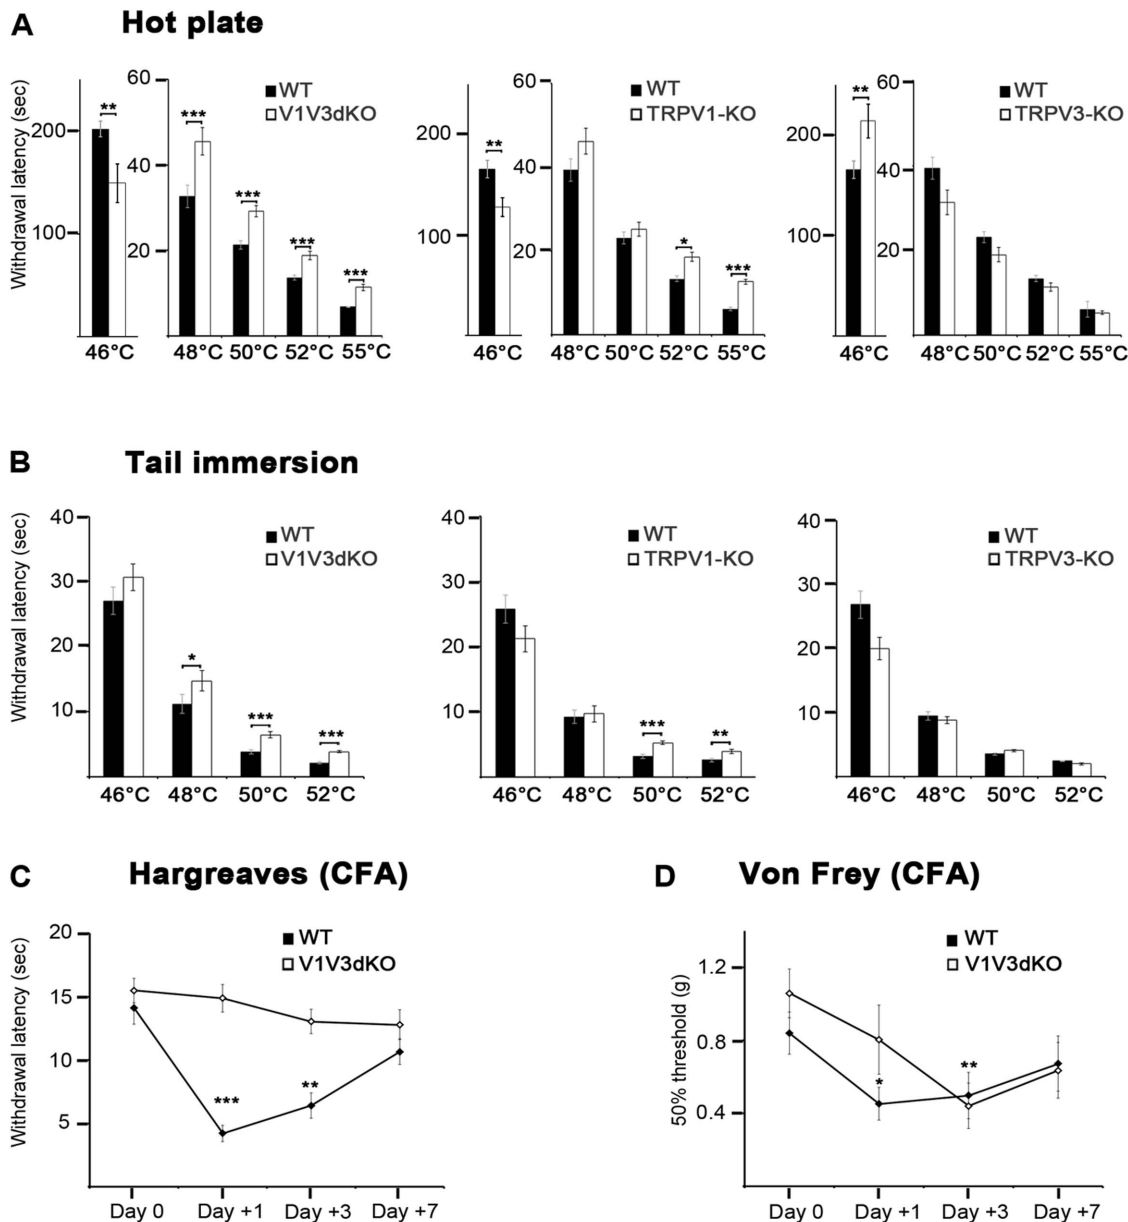 A Hot plate
Withdrawal latency (sec)
200
100
**
46°C
60
40
20
WT
V1V3dKO
***
***
***
***
48°C 50°C 52°C 55°C
200
100
**
46°C
60
40
20
WT
TRPV1-KO
*
***
48°C 50°C 52°C 55°C
200
100
**
46°C
60
40
20
WT
TRPV3-KO
48°C 50°C 52°C 55°C
B Tail immersion
Withdrawal latency (sec)
40
30
20
10
WT
V1V3dKO
*
***
***
46°C 48°C 50°C 52°C
40
30
20
10
WT
TRPV1-KO
***
**
46°C 48°C 50°C 52°C
40
30
20
10
WT
TRPV3-KO
46°C 48°C 50°C 52°C
C Hargreaves (CFA)
Withdrawal latency (sec)
20
15
10
5
WT
V1V3dKO
***
**
Day 0 Day +1 Day +3 Day +7
D Von Frey (CFA)
50% threshold (g)
1.2
0.8
0.4
WT
V1V3dKO
*
**
Day 0 Day +1 Day +3 Day +7